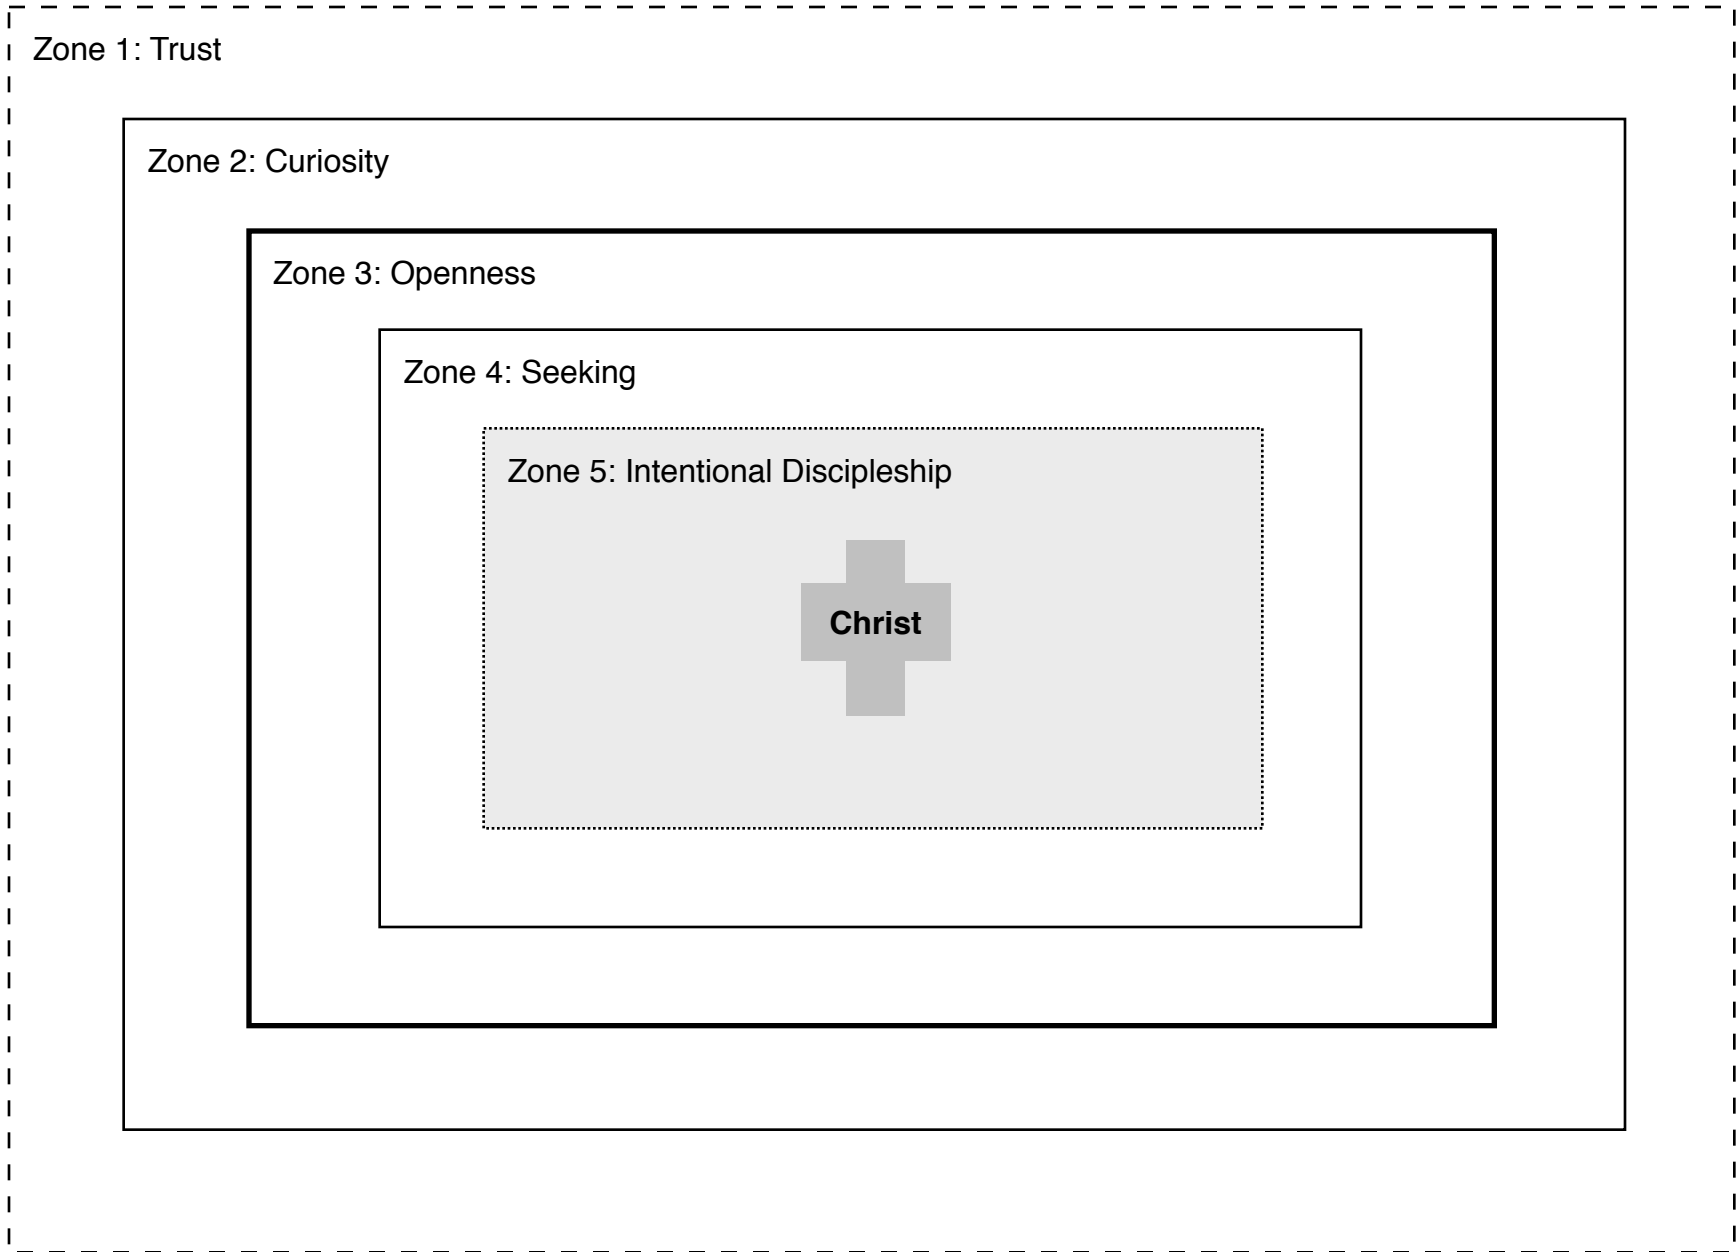 Zone 1: Trust
Zone 2: Curiosity
Zone 3: Openness
Zone 4: Seeking
Zone 5: Intentional Discipleship
Christ